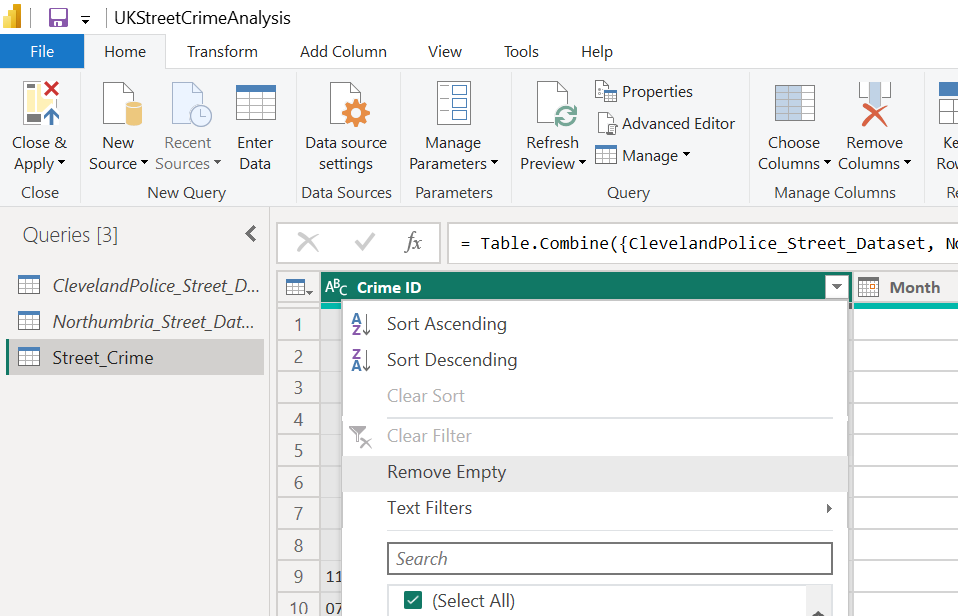 UKStreetCrimeAnalysis
File Home Transform Add Column View Tools Help
Close & Apply
New Source
Recent Sources
Enter Data
Data source settings
Manage Parameters
Refresh Preview
Properties
Advanced Editor
Manage
Choose Columns
Remove Columns
Close
New Query
Data Sources
Parameters
Query
Manage Columns
Queries [3]
fx
= Table.Combine({ClevelandPolice_Street_Dataset,
ClevelandPolice_Street_D...
Northumbria_Street_Dat...
Street_Crime
ABC Crime ID
Month
1
2
3
4
5
6
7
8
9 11
10 07
AZ Sort Ascending
ZA Sort Descending
Clear Sort
Clear Filter
Remove Empty
Text Filters
Search
(Select All)